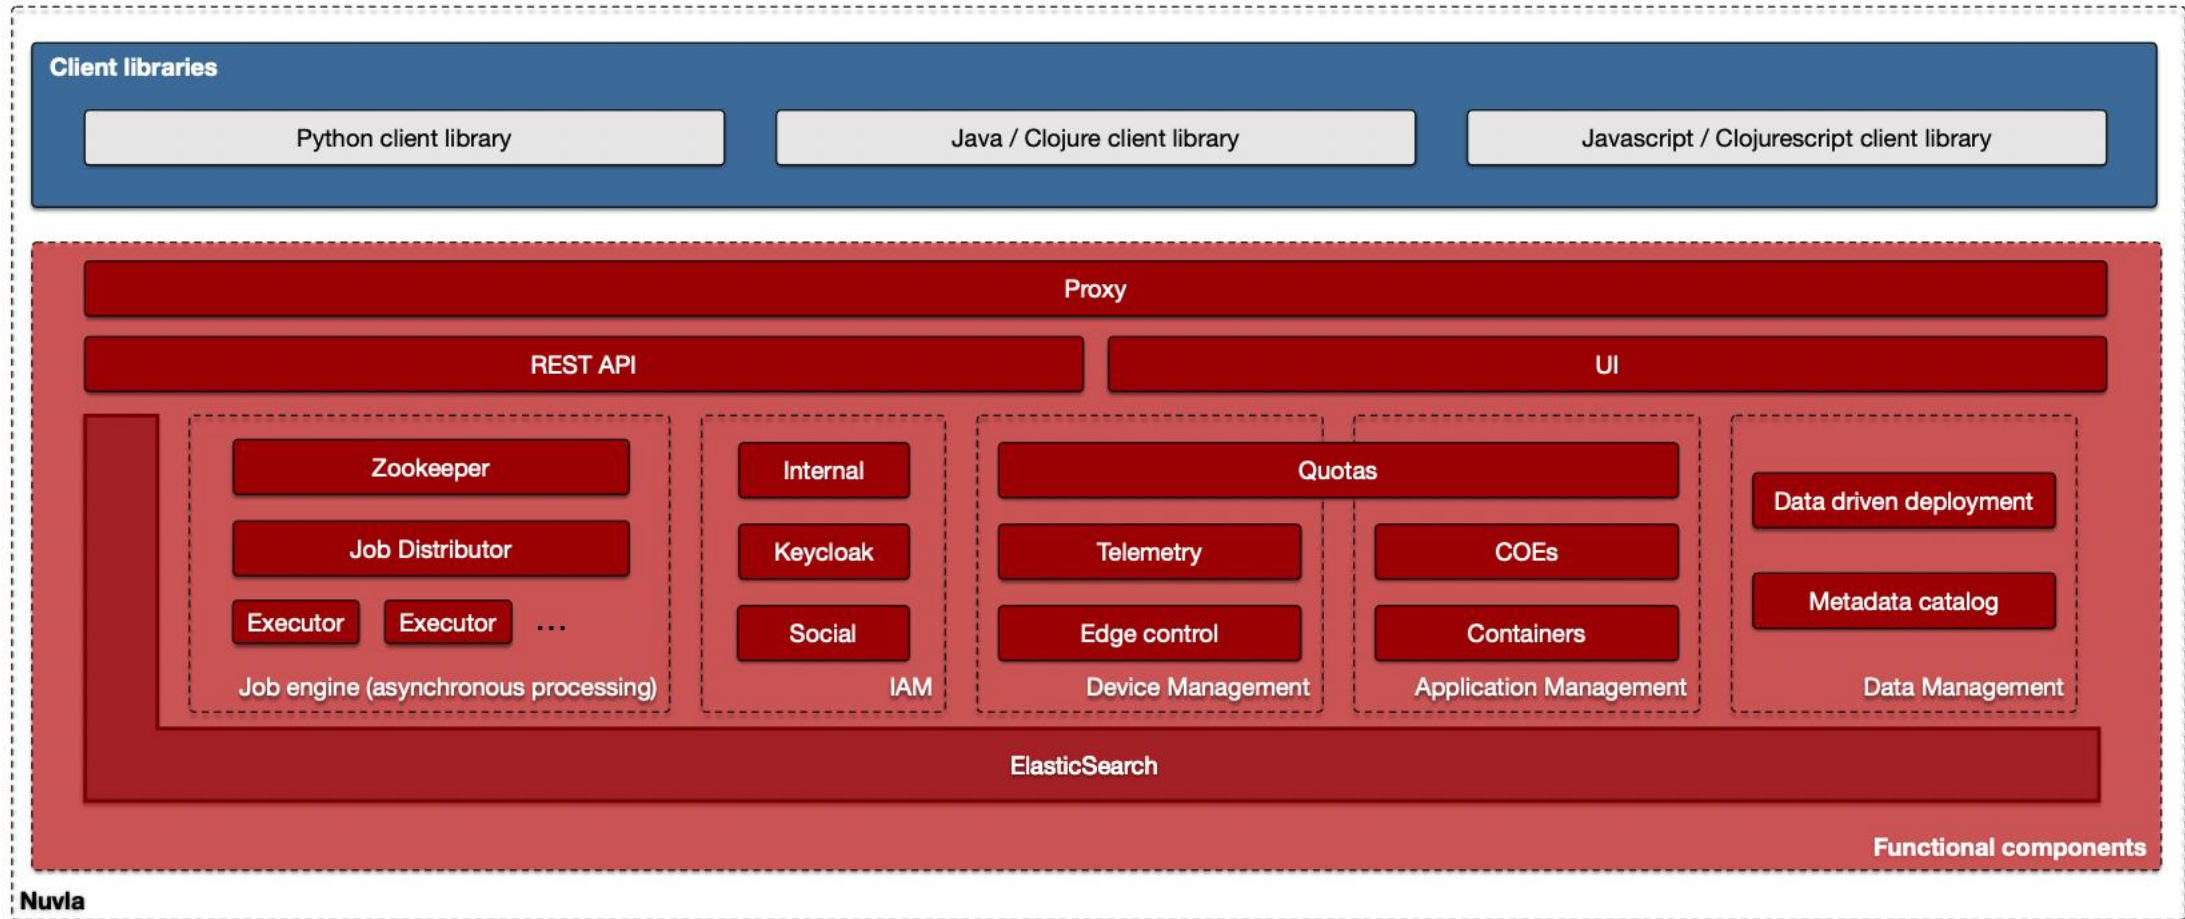 Client libraries
Python client library
Java / Clojure client library
Javascript / Clojurescript client library
Proxy
REST API
UI
Zookeeper
Job Distributor
Executor
Executor
...
Job engine (asynchronous processing)
Internal
Keycloak
Social
IAM
Quotas
Telemetry
Edge control
Device Management
COEs
Containers
Application Management
Data driven deployment
Metadata catalog
Data Management
ElasticSearch
Functional components
Nuvla